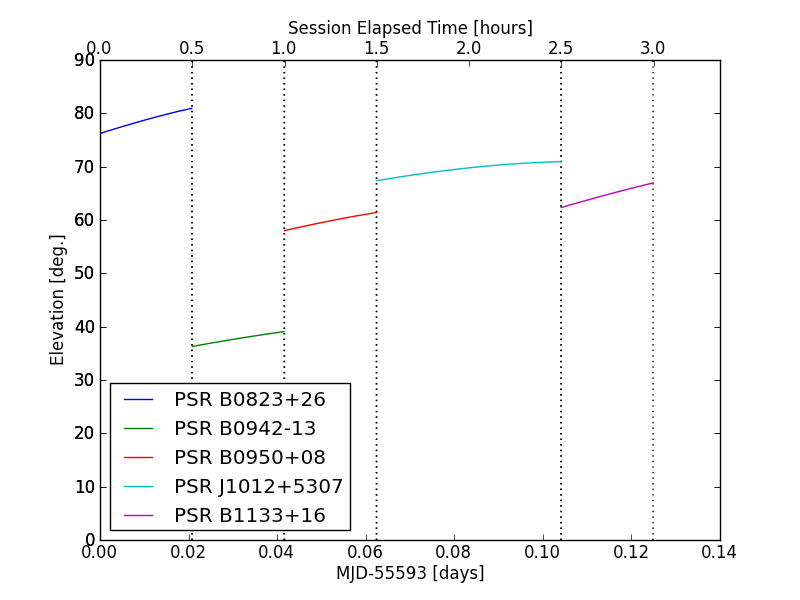 Session Elapsed Time [hours]
0.0 0.5 1.0 1.5 2.0 2.5 3.0
90
80
70
60
50
40
30
20
10
0
Elevation [deg.]
PSR B0823+26
PSR B0942-13
PSR B0950+08
PSR J1012+5307
PSR B1133+16
0.00 0.02 0.04 0.06 0.08 0.10 0.12 0.14
MJD-55593 [days]